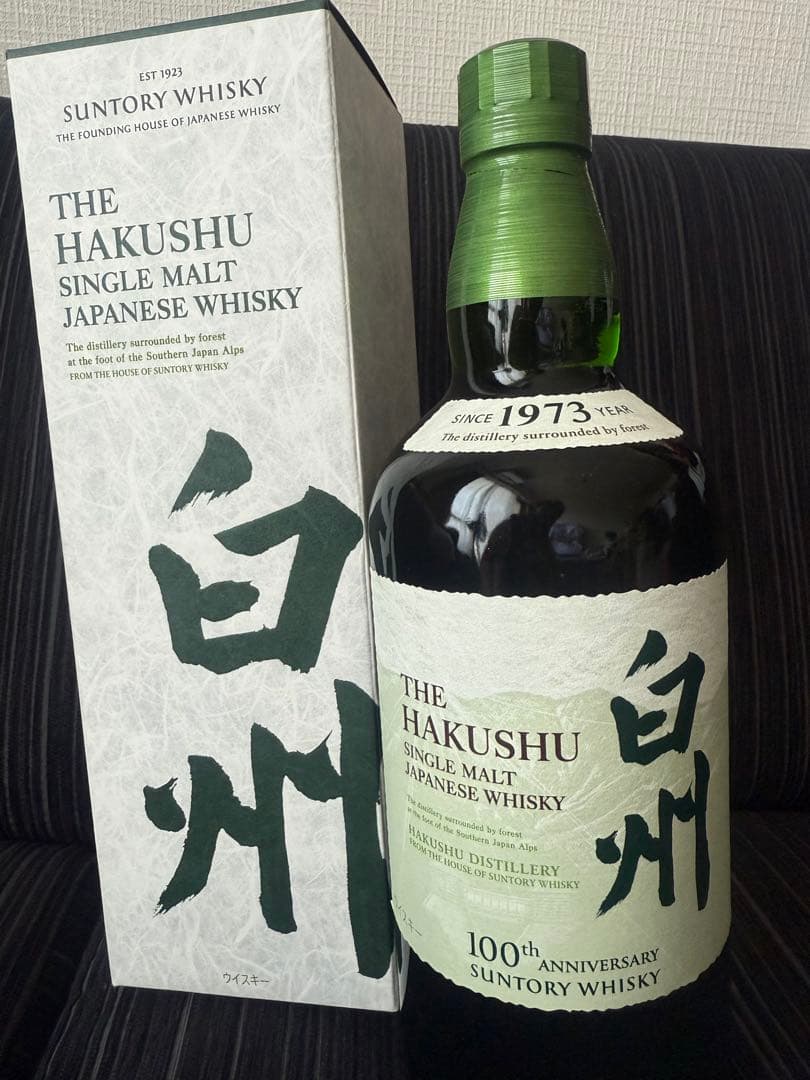 EST 1923
SUNTORY WHISKY
THE FOUNDING HOUSE OF JAPANESE WHISKY
THE
HAKUSHU
SINGLE MALT
JAPANESE WHISKY
The distillery surrounded by forest
at the foot of the Southern Japan Alps
FROM THE HOUSE OF SUNTORY WHISKY
白
州
ウイスキー
SINCE 1973 YEAR
The distillery surrounded by forest
THE
HAKUSHU
SINGLE MALT
JAPANESE WHISKY
The distillery surrounded by forest
at the foot of the Southern Japan Alps
HAKUSHU DISTILLERY
FROM THE HOUSE OF SUNTORY WHISKY
白
州
イスキー
100th ANNIVERSARY
SUNTORY WHISKY